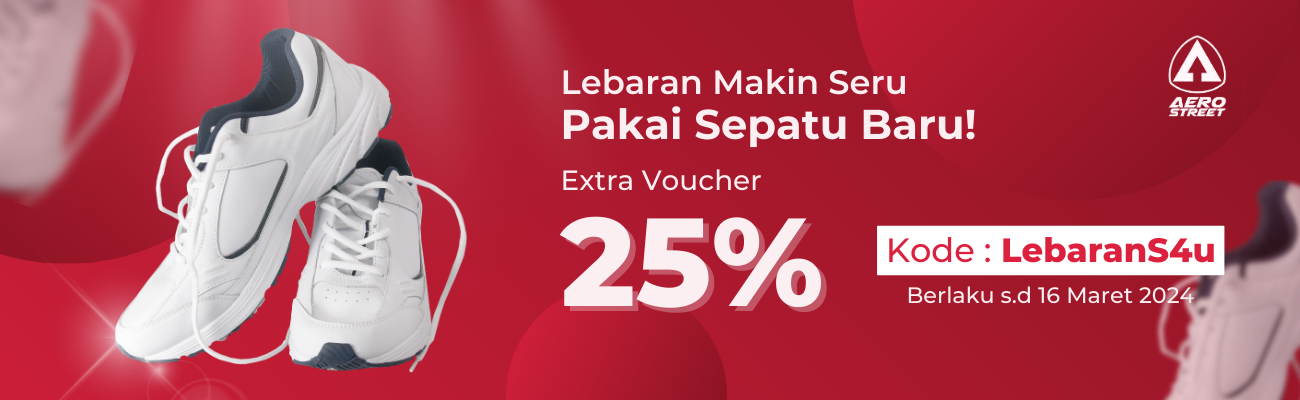 Lebaran Makin Seru
Pakai Sepatu Baru!
Extra Voucher
25%
Kode : LebaranS4u
Berlaku s.d 16 Maret 2024
AERO
STREET